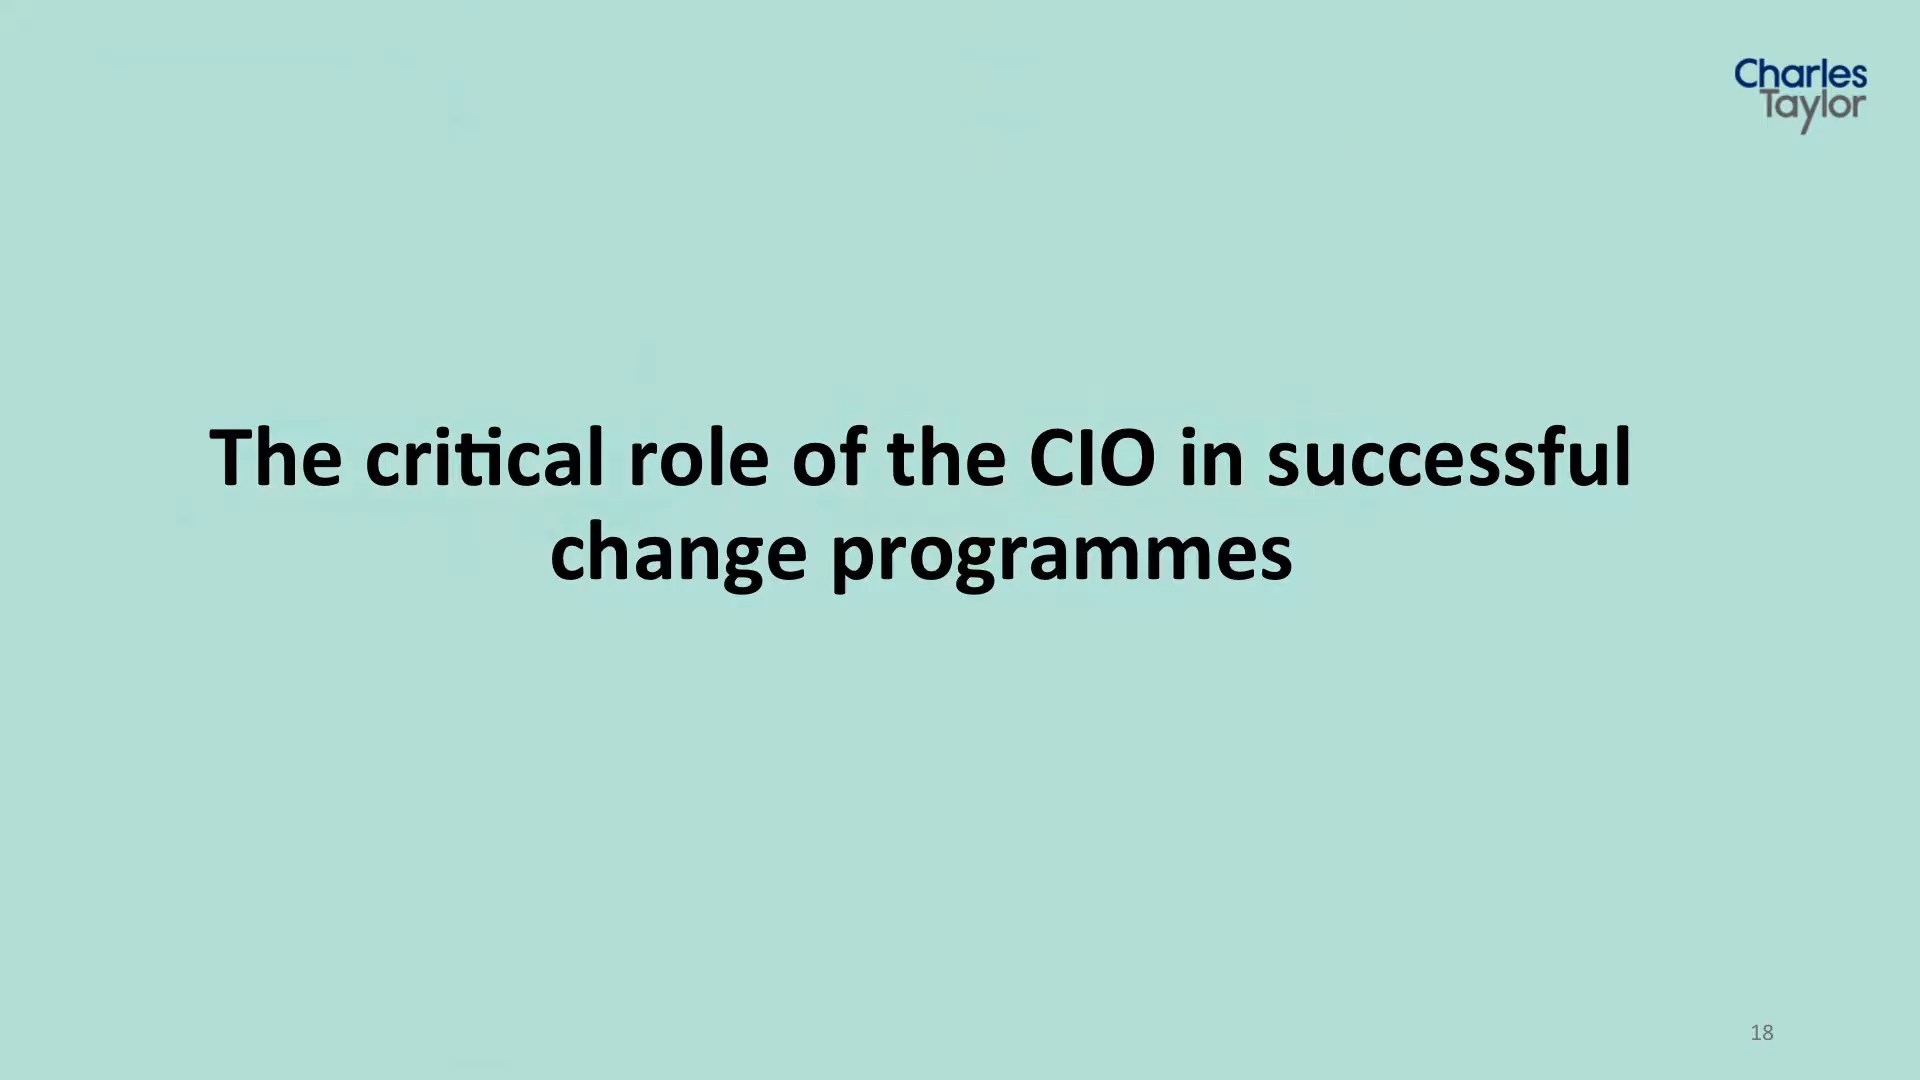 Charles
Taylor
The critical role of the CIO in successful
change programmes
18